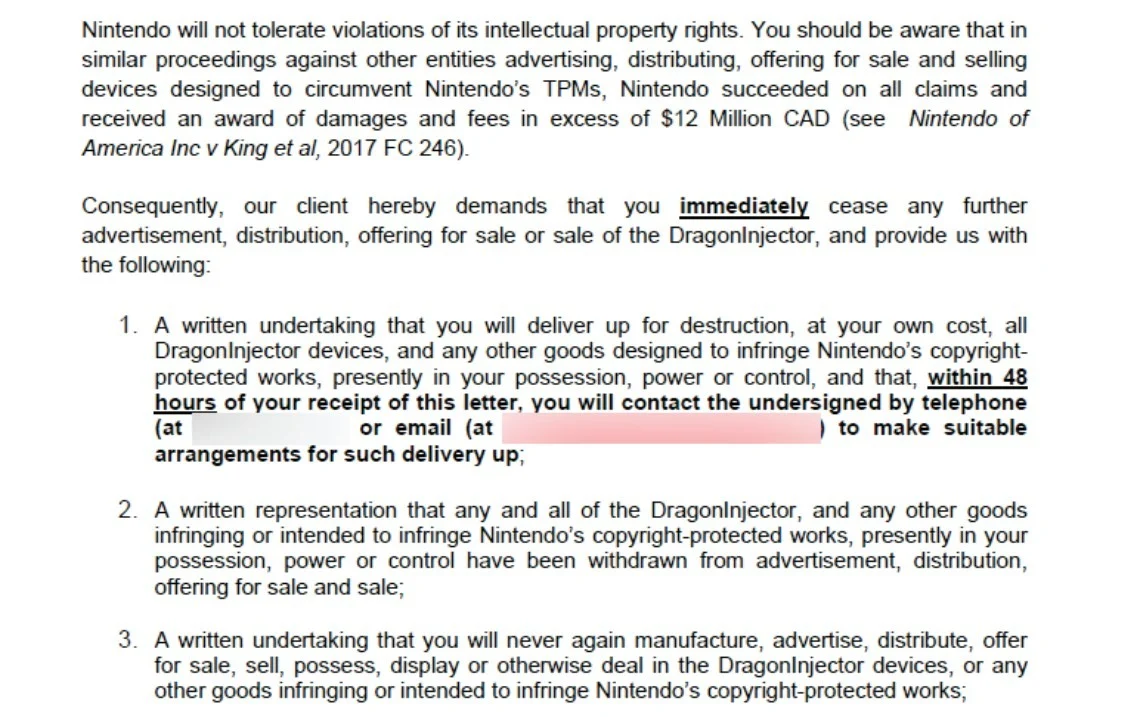 Nintendo will not tolerate violations of its intellectual property rights. You should be aware that in
similar proceedings against other entities advertising, distributing, offering for sale and selling
devices designed to circumvent Nintendo's TPMs, Nintendo succeeded on all claims and
received an award of damages and fees in excess of $12 Million CAD (see Nintendo of
America Inc v King et al, 2017 FC 246).
Consequently, our client hereby demands that you immediately cease any further
advertisement, distribution, offering for sale or sale of the DragonInjector, and provide us with
the following:
1. A written undertaking that you will deliver up for destruction, at your own cost, all
DragonInjector devices, and any other goods designed to infringe Nintendo's copyright-
protected works, presently in your possession, power or control, and that, within 48
hours of your receipt of this letter, you will contact the undersigned by telephone
(at or email (at ) to make suitable
arrangements for such delivery up;
2. A written representation that any and all of the DragonInjector, and any other goods
infringing or intended to infringe Nintendo's copyright-protected works, presently in your
possession, power or control have been withdrawn from advertisement, distribution,
offering for sale and sale;
3. A written undertaking that you will never again manufacture, advertise, distribute, offer
for sale, sell, possess, display or otherwise deal in the DragonInjector devices, or any
other goods infringing or intended to infringe Nintendo's copyright-protected works;